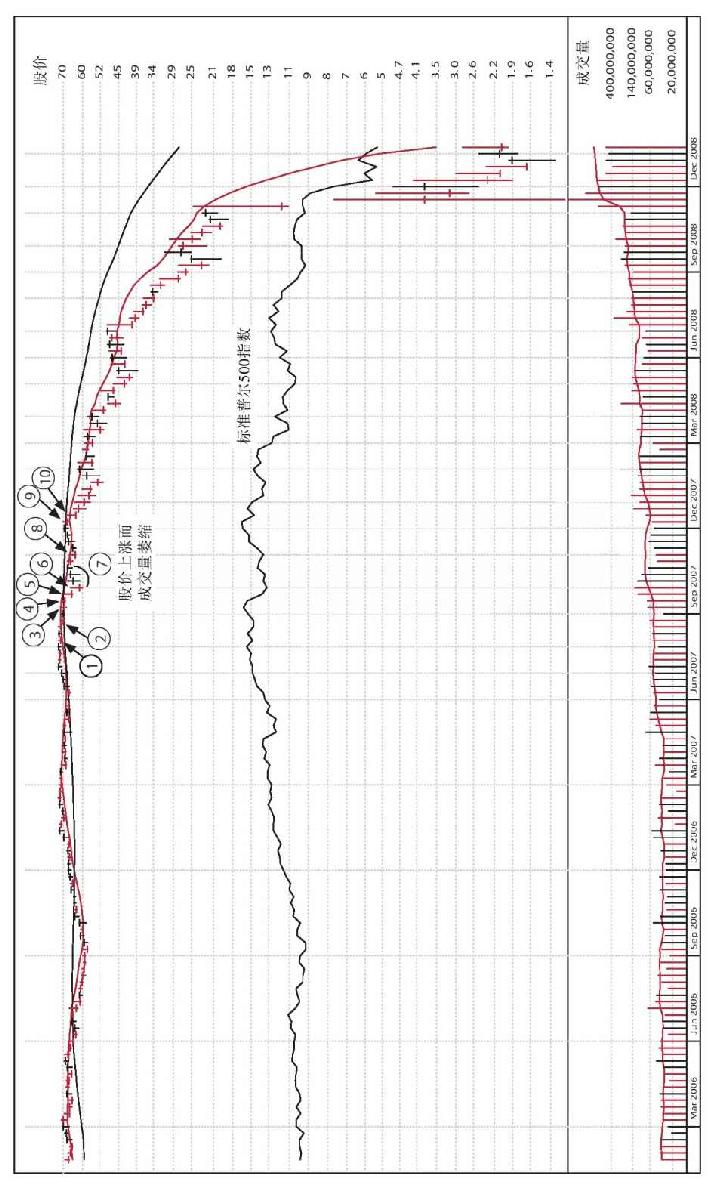 股价
70
60
52
45
39
34
29
25
21
18
15
13
11
9
8
7
6
5
4.7
4.1
3.5
3.0
2.6
2.2
1.9
1.6
1.4
成交量
400,000,000
140,000,000
60,000,000
20,000,000
标准普尔500指数
股价上涨而
成交量萎缩
①
②
③
④
⑤
⑥
⑦
⑧
⑨
⑩
Mar 2006
Jun 2006
Sep 2006
Dec 2006
Mar 2007
Jun 2007
Sep 2007
Dec 2007
Mar 2008
Jun 2008
Sep 2008
Dec 2008